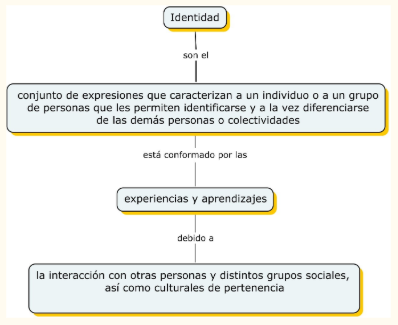 Identidad
son el
conjunto de expresiones que caracterizan a un individuo o a un grupo
de personas que les permiten identificarse y a la vez diferenciarse
de las demás personas o colectividades
está conformado por las
experiencias y aprendizajes
debido a
la interacción con otras personas y distintos grupos sociales,
así como culturales de pertenencia